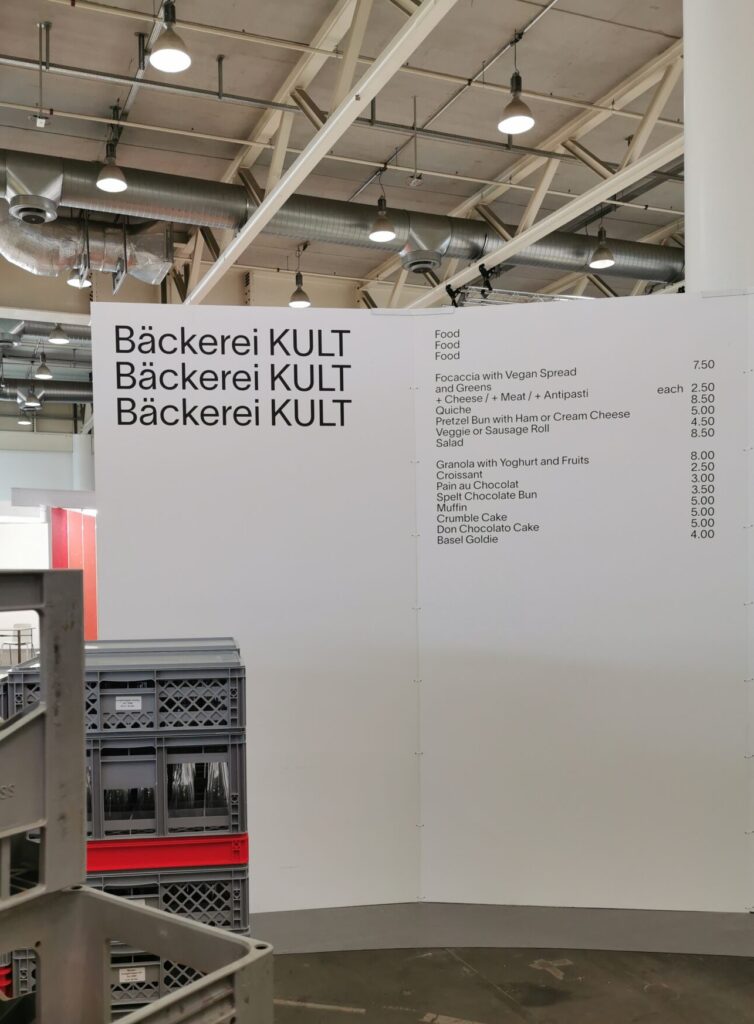 Bäckerei KULT
Bäckerei KULT
Bäckerei KULT
Food
Food
Food
Focaccia with Vegan Spread 7.50
and Greens
+ Cheese / + Meat / + Antipasti each 2.50
Quiche 8.50
Pretzel Bun with Ham or Cream Cheese 5.00
Veggie or Sausage Roll 4.50
Salad 8.50
Granola with Yoghurt and Fruits 8.00
Croissant 2.50
Pain au Chocolat 3.00
Spelt Chocolate Bun 3.50
Muffin 5.00
Crumble Cake 5.00
Don Chocolato Cake 5.00
Basel Goldie 4.00